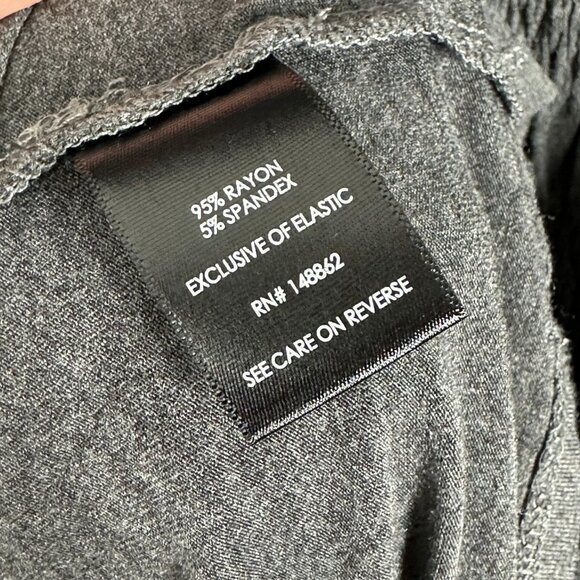 95% RAYON
5% SPANDEX
EXCLUSIVE OF ELASTIC
RN# 148862
SEE CARE ON REVERSE